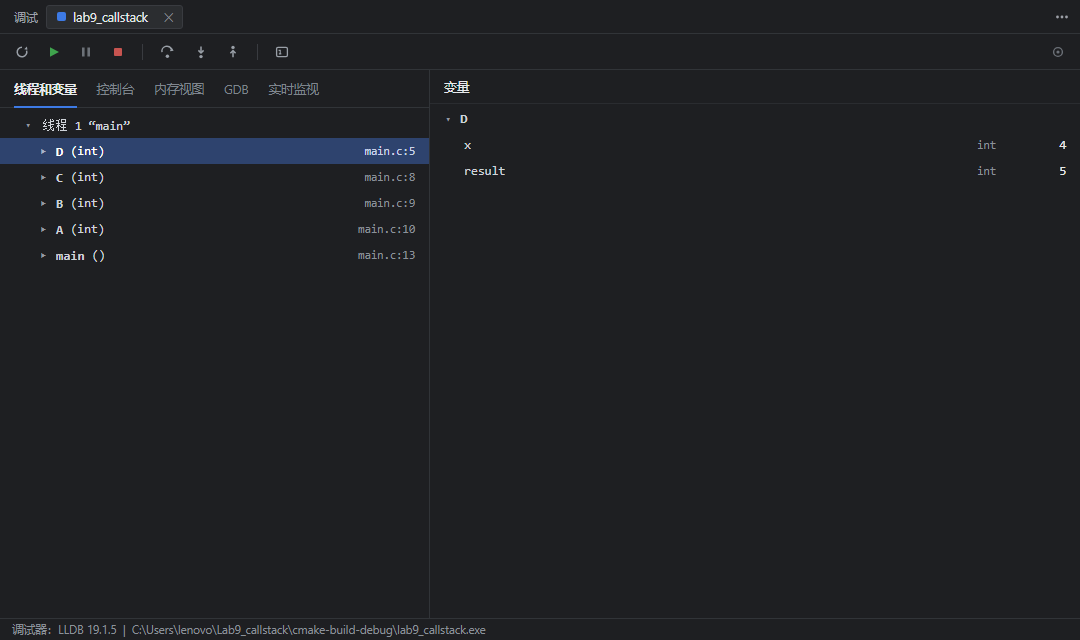 调试 lab9_callstack
线程和变量 控制台 内存视图 GDB 实时监视
线程 1 “main”
D (int) main.c:5
C (int) main.c:8
B (int) main.c:9
A (int) main.c:10
main () main.c:13
变量
D
x int 4
result int 5
调试器: LLDB 19.1.5 | C:\Users\lenovo\Lab9_callstack\cmake-build-debug\lab9_callstack.exe